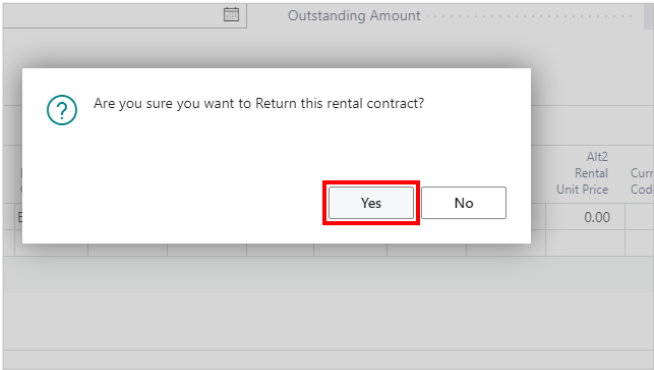 Outstanding Amount
Are you sure you want to Return this rental contract?
Yes
No
Alt2
Rental
Unit Price
Curr
Cod
0.00